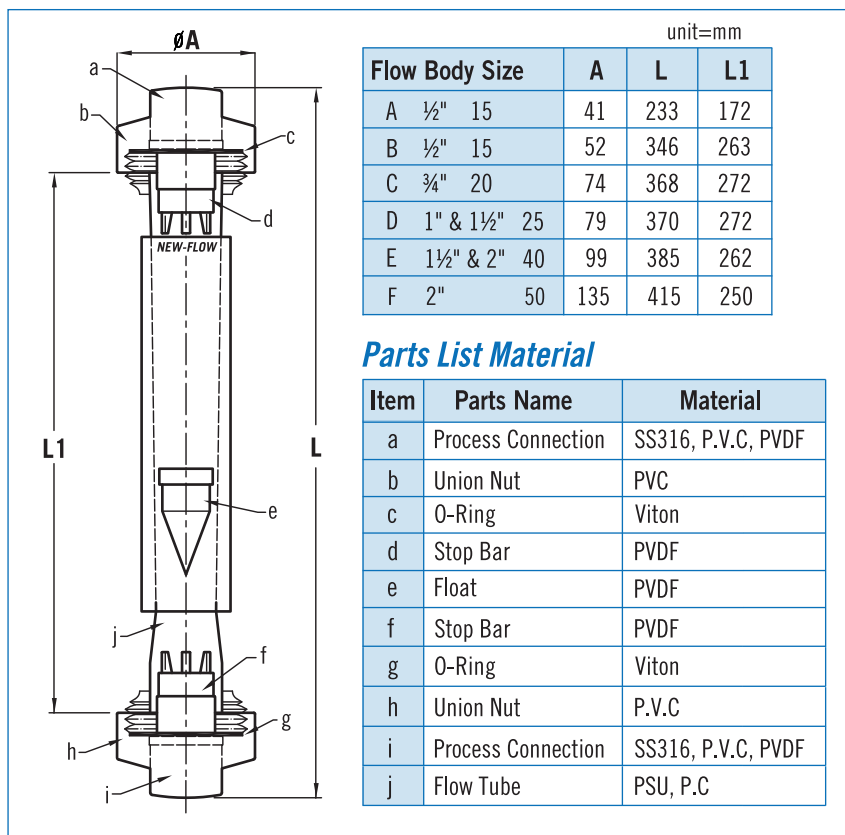 øA
a
b
c
d
NEW-FLOW
L1
L
e
j
f
g
h
i
unit=mm
Flow Body Size A L L1
A ½" 15 41 233 172
B ½" 15 52 346 263
C ¾" 20 74 368 272
D 1" & 1½" 25 79 370 272
E 1½" & 2" 40 99 385 262
F 2" 50 135 415 250
Parts List Material
Item Parts Name Material
a Process Connection SS316, P.V.C, PVDF
b Union Nut PVC
c O-Ring Viton
d Stop Bar PVDF
e Float PVDF
f Stop Bar PVDF
g O-Ring Viton
h Union Nut P.V.C
i Process Connection SS316, P.V.C, PVDF
j Flow Tube PSU, P.C